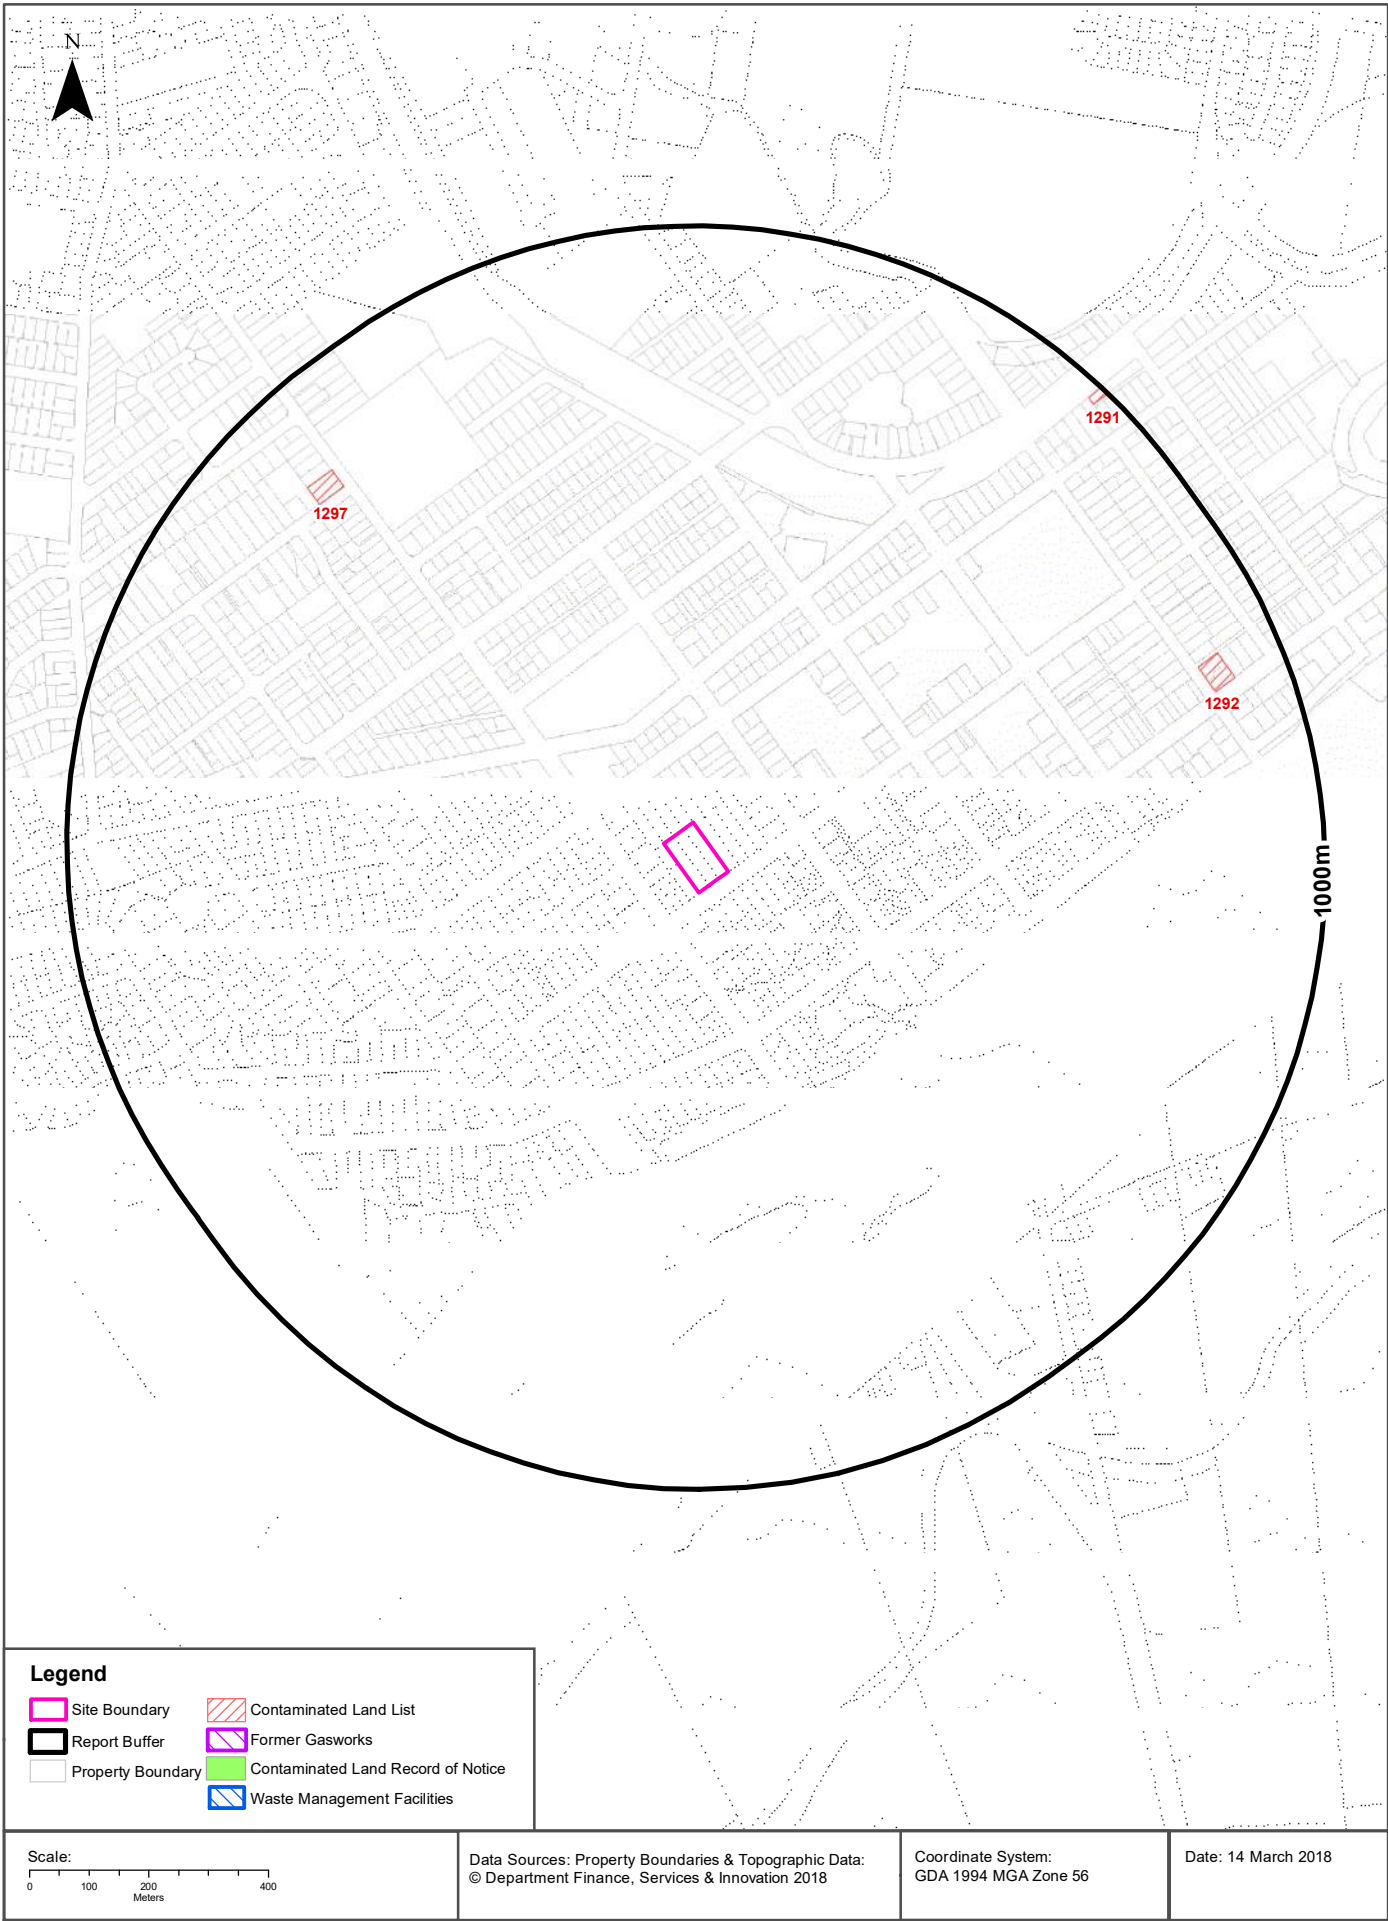 N
1291
1297
1292
1000m
Legend
Site Boundary
Report Buffer
Property Boundary
Contaminated Land List
Former Gasworks
Contaminated Land Record of Notice
Waste Management Facilities
Scale:
0 100 200 400
Meters
Data Sources: Property Boundaries & Topographic Data:
© Department Finance, Services & Innovation 2018
Coordinate System:
GDA 1994 MGA Zone 56
Date: 14 March 2018